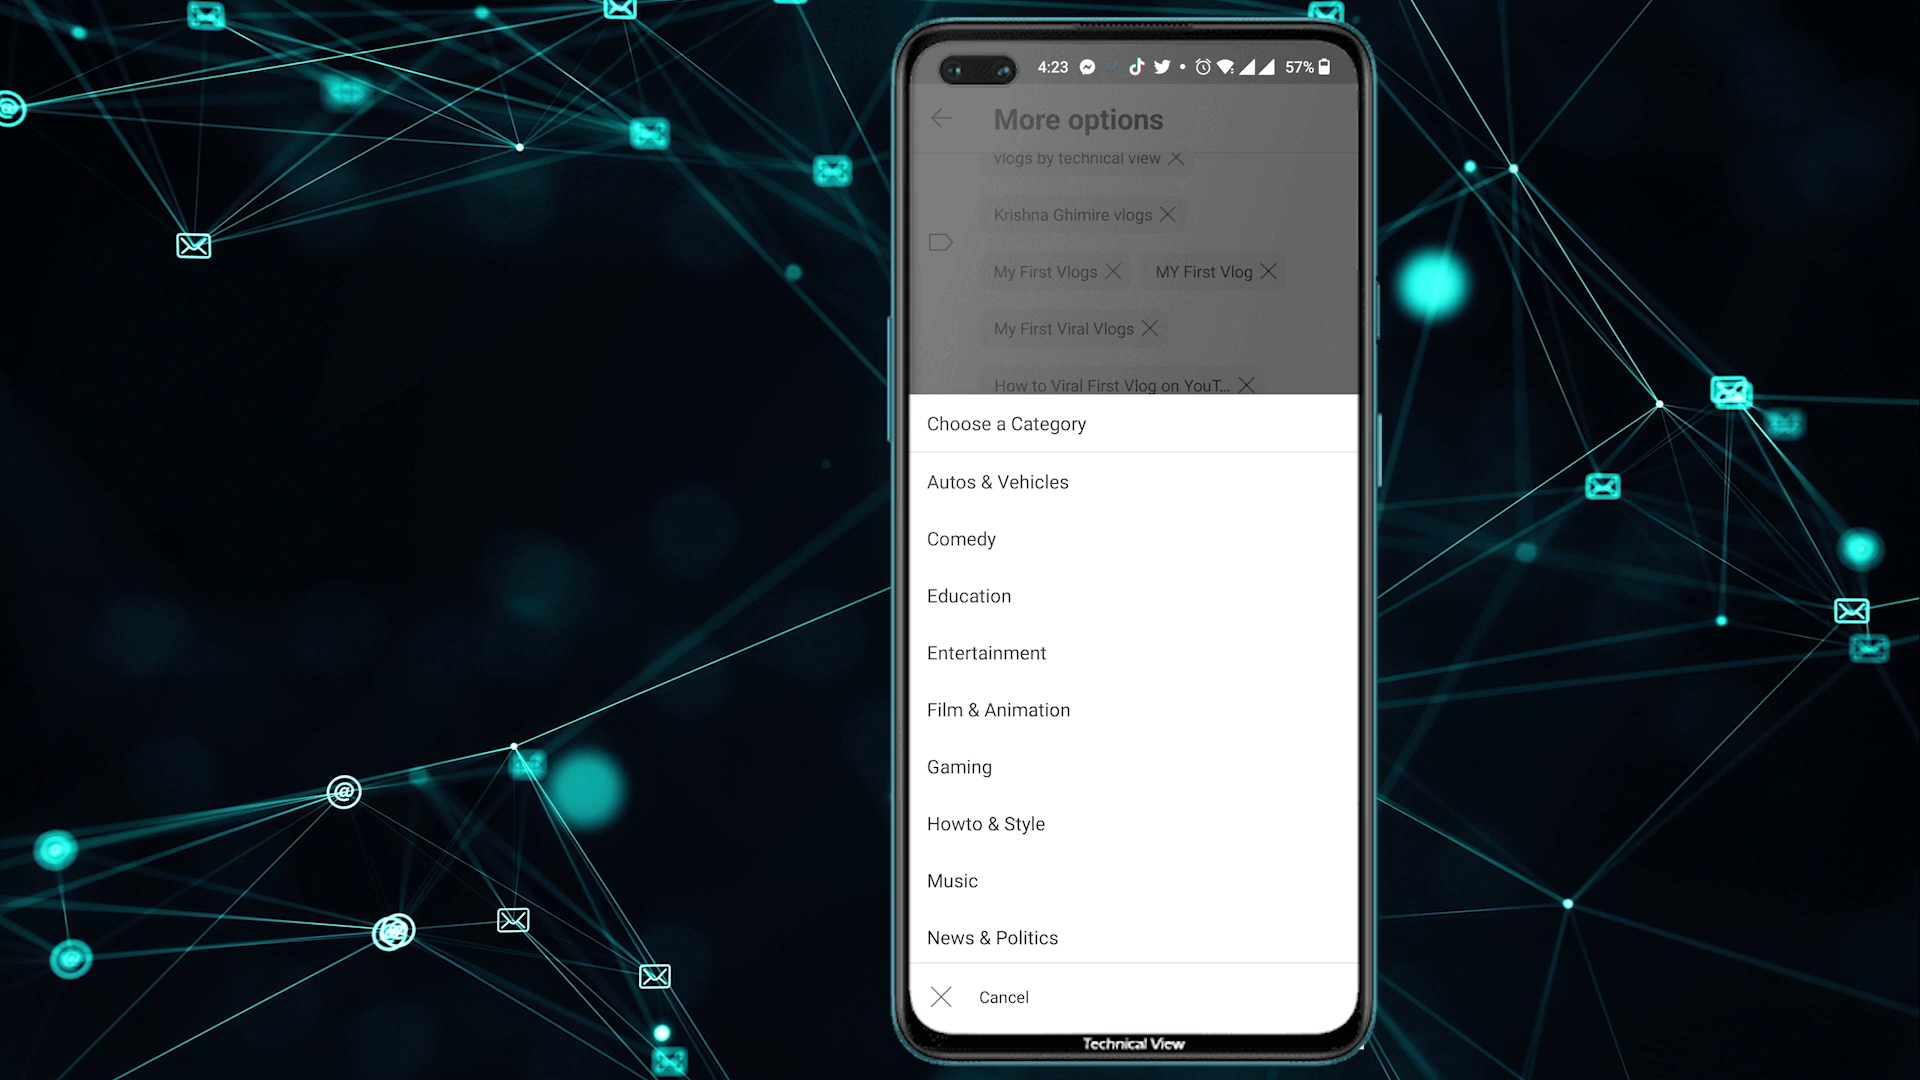 4:23 57%
More options
vlogs by technical view
Krishna Ghimire vlogs
My First Vlogs MY First Vlog
My First Viral Vlogs
How to Viral First Vlog on YouT...
Choose a Category
Autos & Vehicles
Comedy
Education
Entertainment
Film & Animation
Gaming
Howto & Style
Music
News & Politics
Cancel
Technical View